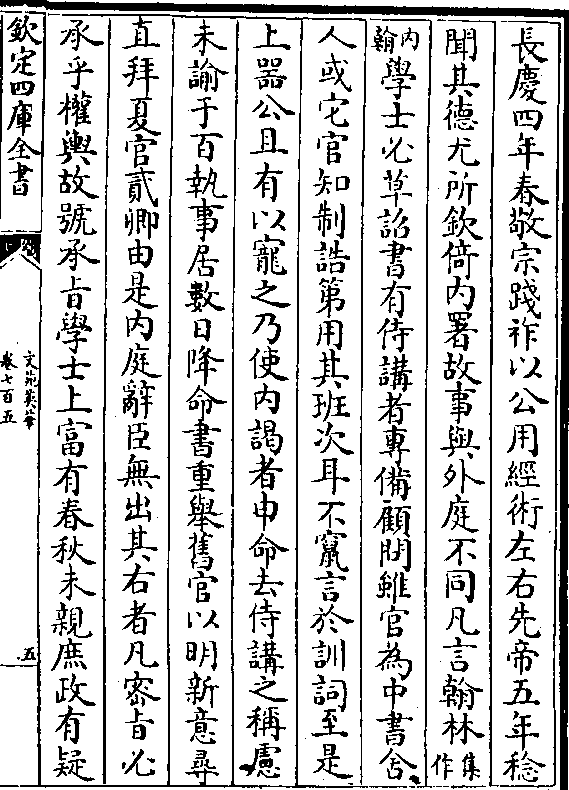 長慶四年春敬宗踐祚以公用經術左右先帝五年稔
聞其德尤所欽倚内署故事與外庭不同凡言翰林集作
内翰學士必草詔書有侍講者專備顧問雖官為中書舎
人或它官知制誥第用其班次耳不竄言於訓詞至是
上器公且有以寵之乃使内謁者申命去侍講之稱慮
未諭于百執事居數日降命書重舉舊官以明新意尋
直拜夏官貳卿由是内庭辭臣無出其右者凡密旨必
承乎權輿故號承旨學士上富有春秋未親庶政有疑
欽定四庫全書
文苑英華
卷七百五
五